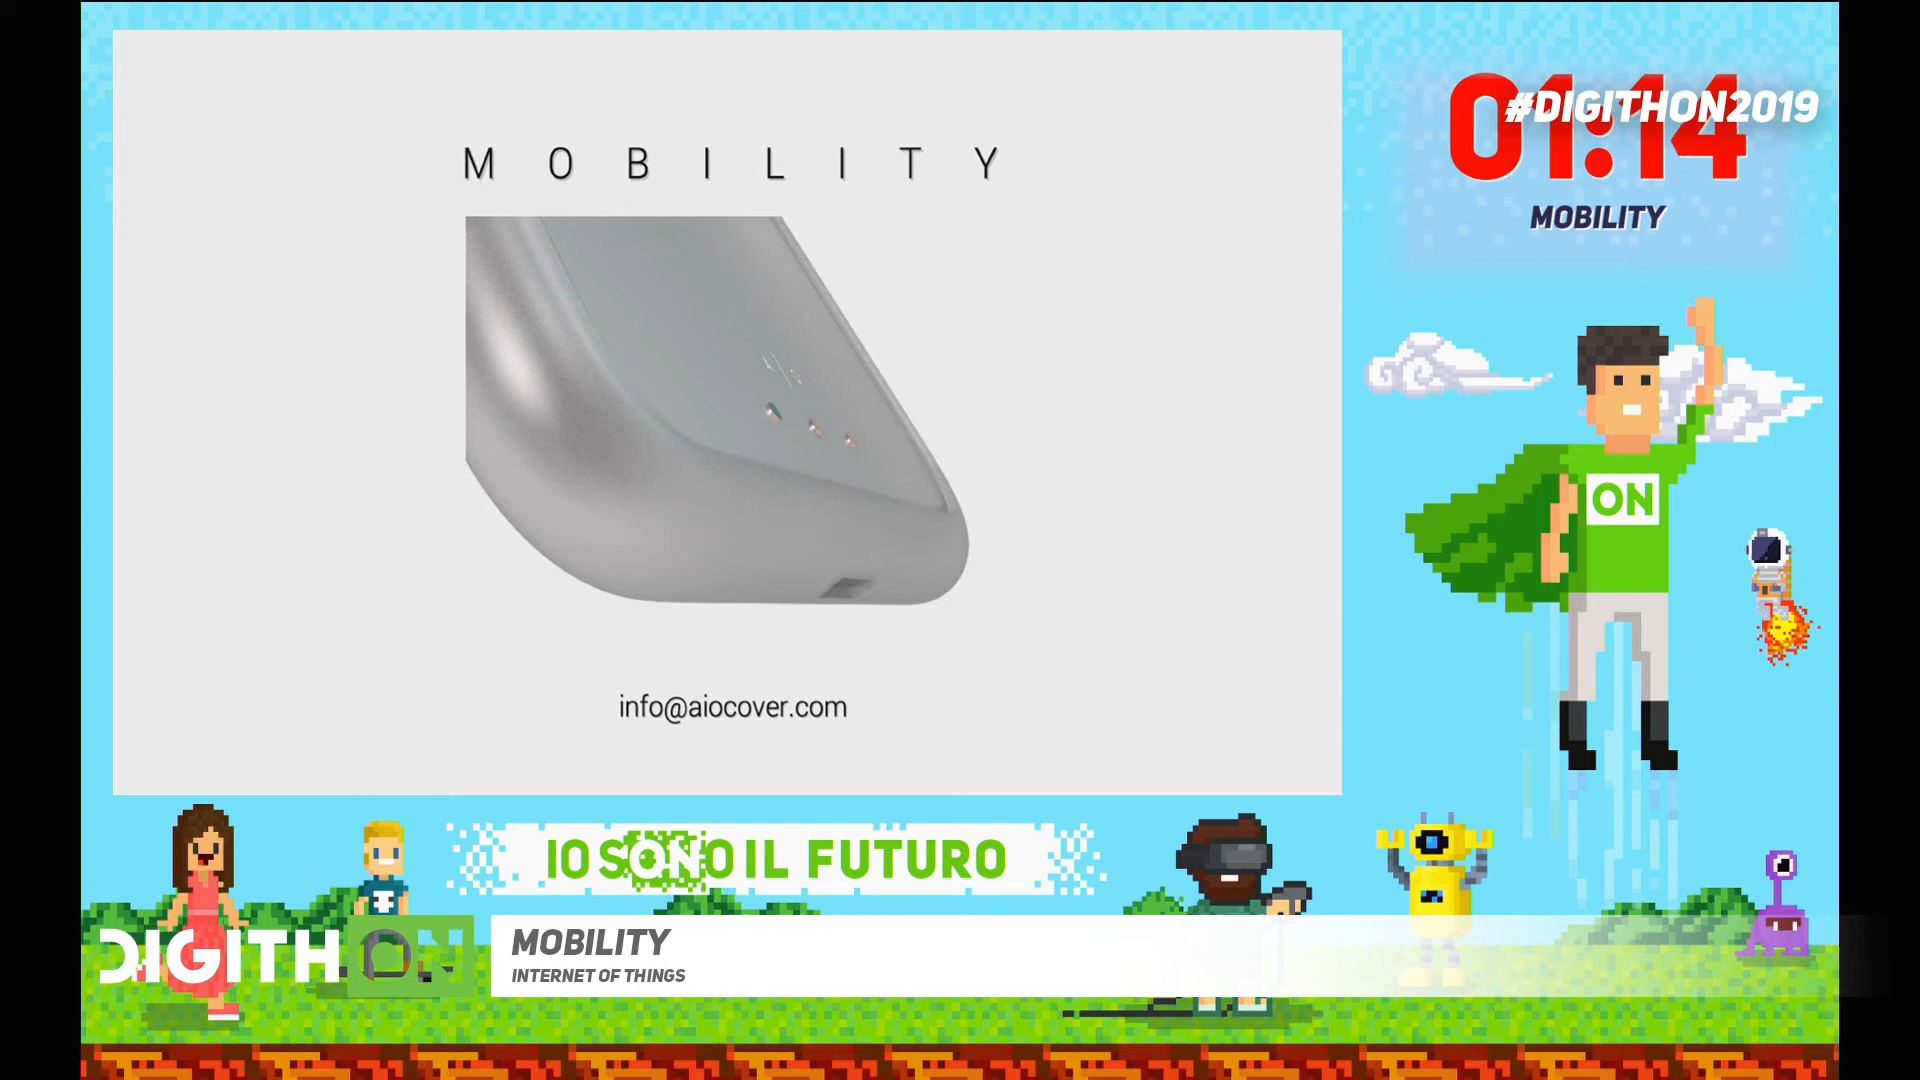 M O B I L I T Y
info@aiocover.com
01:14
#DIGITHON2019
MOBILITY
ON
IO SONO IL FUTURO
DIGITHON
MOBILITY
INTERNET OF THINGS